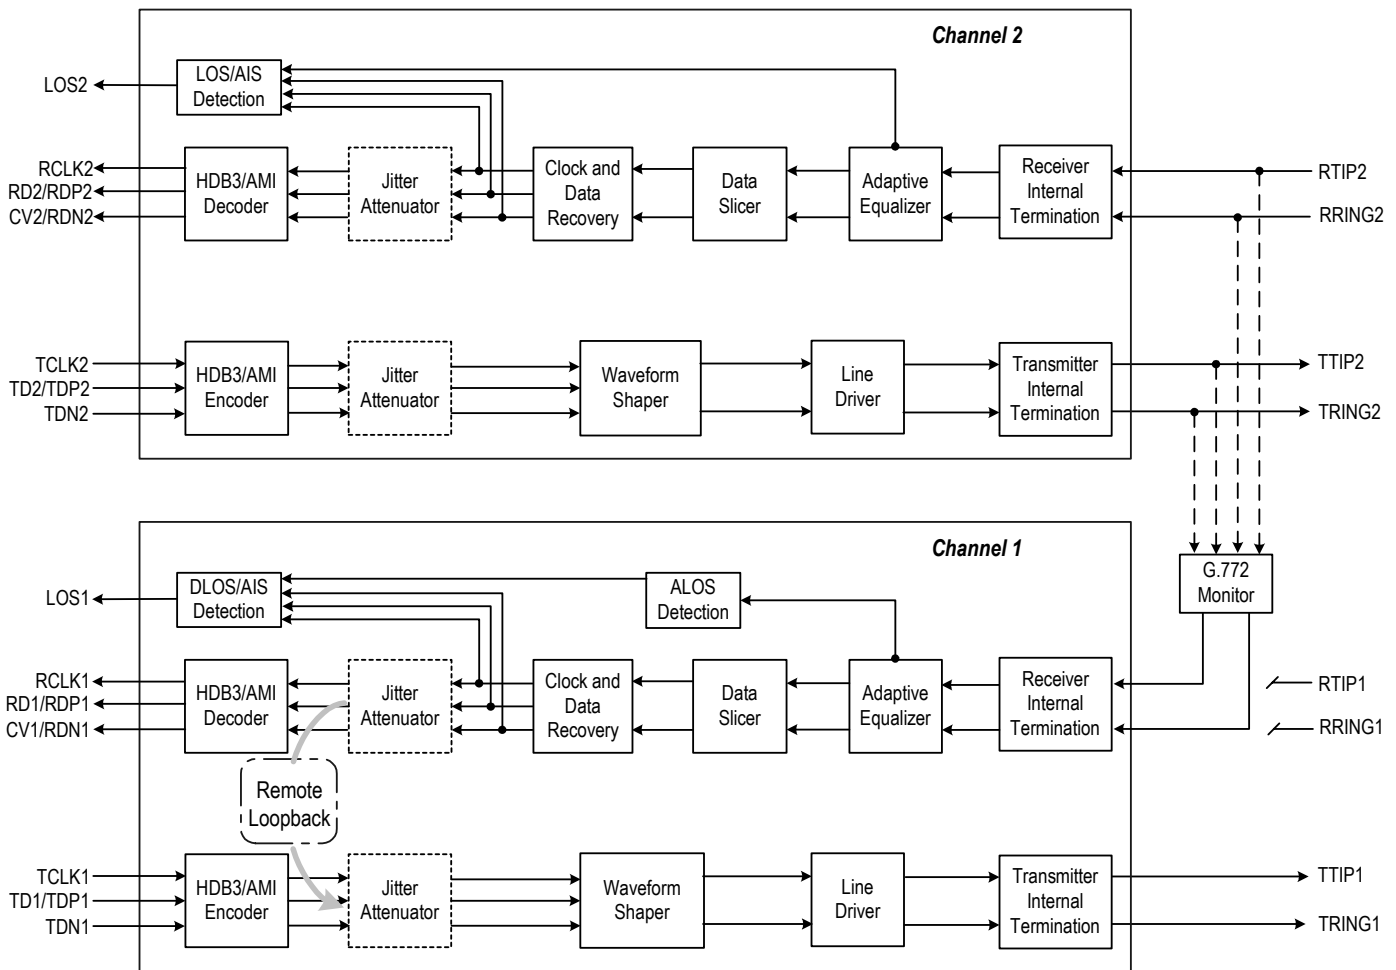 Channel 2
LOS2
LOS/AIS
Detection
RCLK2
RD2/RDP2
CV2/RDN2
HDB3/AMI
Decoder
Jitter
Attenuator
Clock and
Data
Recovery
Data
Slicer
Adaptive
Equalizer
Receiver
Internal
Termination
RTIP2
RRING2
TCLK2
TD2/TDP2
TDN2
HDB3/AMI
Encoder
Jitter
Attenuator
Waveform
Shaper
Line
Driver
Transmitter
Internal
Termination
TTIP2
TRING2
Channel 1
G.772
Monitor
LOS1
DLOS/AIS
Detection
ALOS
Detection
RCLK1
RD1/RDP1
CV1/RDN1
HDB3/AMI
Decoder
Jitter
Attenuator
Clock and
Data
Recovery
Data
Slicer
Adaptive
Equalizer
Receiver
Internal
Termination
RTIP1
RRING1
Remote
Loopback
TCLK1
TD1/TDP1
TDN1
HDB3/AMI
Encoder
Jitter
Attenuator
Waveform
Shaper
Line
Driver
Transmitter
Internal
Termination
TTIP1
TRING1